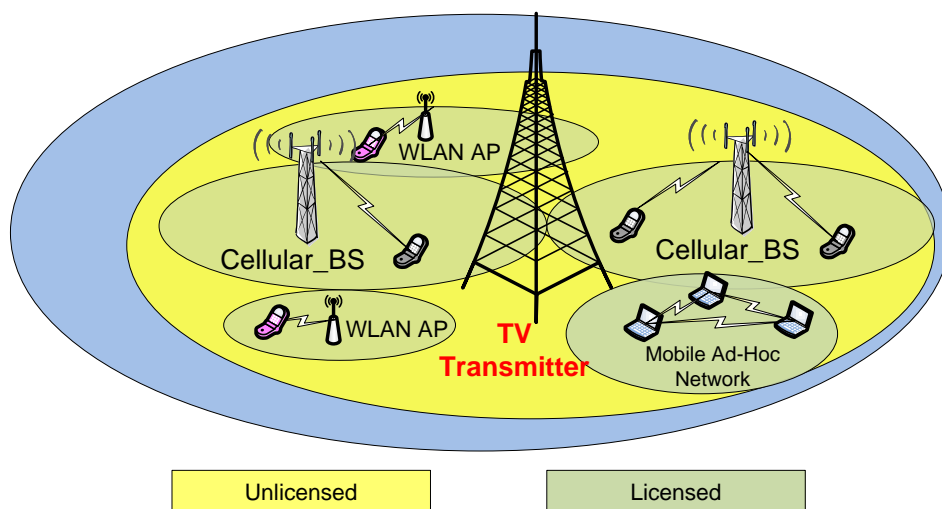 WLAN AP
Cellular_BS
Cellular_BS
WLAN AP
TV
Transmitter
Mobile Ad-Hoc
Network
Unlicensed
Licensed